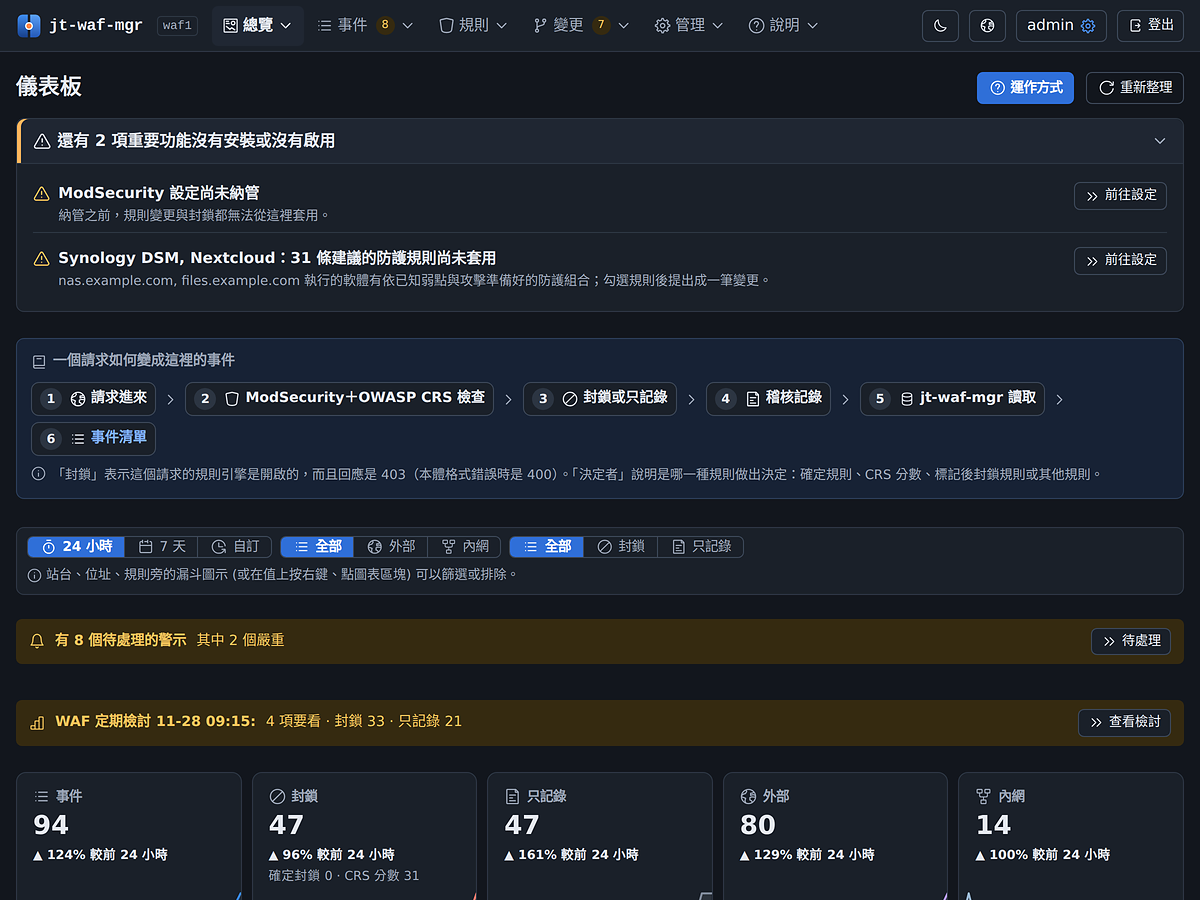 jt-waf-mgr waf1 總覽 事件 8 規則 變更 7 管理 說明 admin 登出
儀表板 運作方式 重新整理
還有 2 項重要功能沒有安裝或沒有啟用
ModSecurity 設定尚未納管
納管之前，規則變更與封鎖都無法從這裡套用。
前往設定
Synology DSM, Nextcloud：31 條建議的防護規則尚未套用
nas.example.com, files.example.com 執行的軟體有依已知弱點與攻擊準備好的防護組合；勾選規則後提出成一筆變更。
前往設定
一個請求如何變成這裡的事件
1 請求進來 2 ModSecurity＋OWASP CRS 檢查 3 封鎖或只記錄 4 稽核記錄 5 jt-waf-mgr 讀取
6 事件清單
「封鎖」表示這個請求的規則引擎是開啟的，而且回應是 403（本體格式錯誤時是 400）。「決定者」說明是哪一種規則做出決定：確定規則、CRS 分數、標記後封鎖規則或其他規則。
24 小時 7 天 自訂 全部 外部 內網 全部 封鎖 只記錄
站台、位址、規則旁的漏斗圖示 (或在值上按右鍵、點圖表區塊) 可以篩選或排除。
有 8 個待處理的警示 其中 2 個嚴重 待處理
WAF 定期檢討 11-28 09:15: 4 項要看 · 封鎖 33 · 只記錄 21 查看檢討
事件
94
▲ 124% 較前 24 小時
封鎖
47
▲ 96% 較前 24 小時
確定封鎖 0 · CRS 分數 31
只記錄
47
▲ 161% 較前 24 小時
外部
80
▲ 129% 較前 24 小時
內網
14
▲ 100% 較前 24 小時